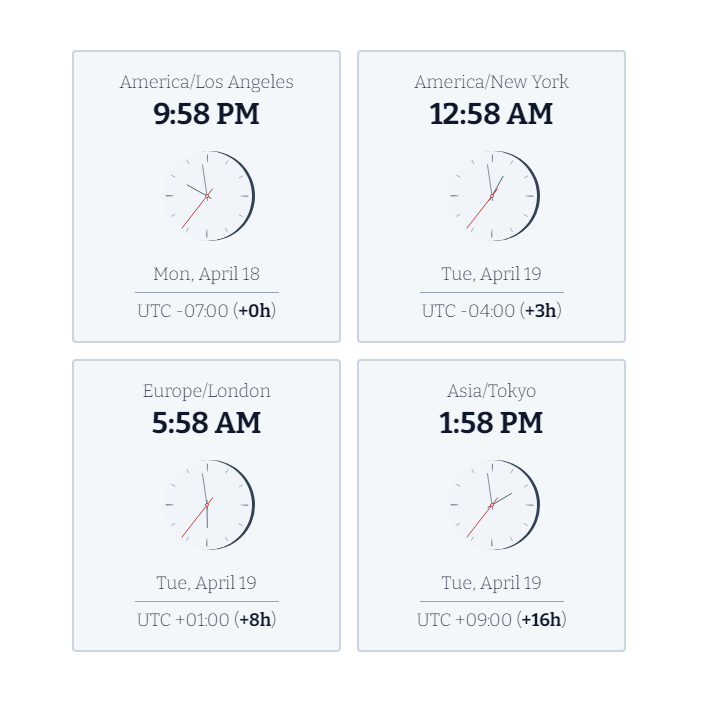 America/Los Angeles
9:58 PM
Mon, April 18
UTC -07:00 (+0h)
America/New York
12:58 AM
Tue, April 19
UTC -04:00 (+3h)
Europe/London
5:58 AM
Tue, April 19
UTC +01:00 (+8h)
Asia/Tokyo
1:58 PM
Tue, April 19
UTC +09:00 (+16h)